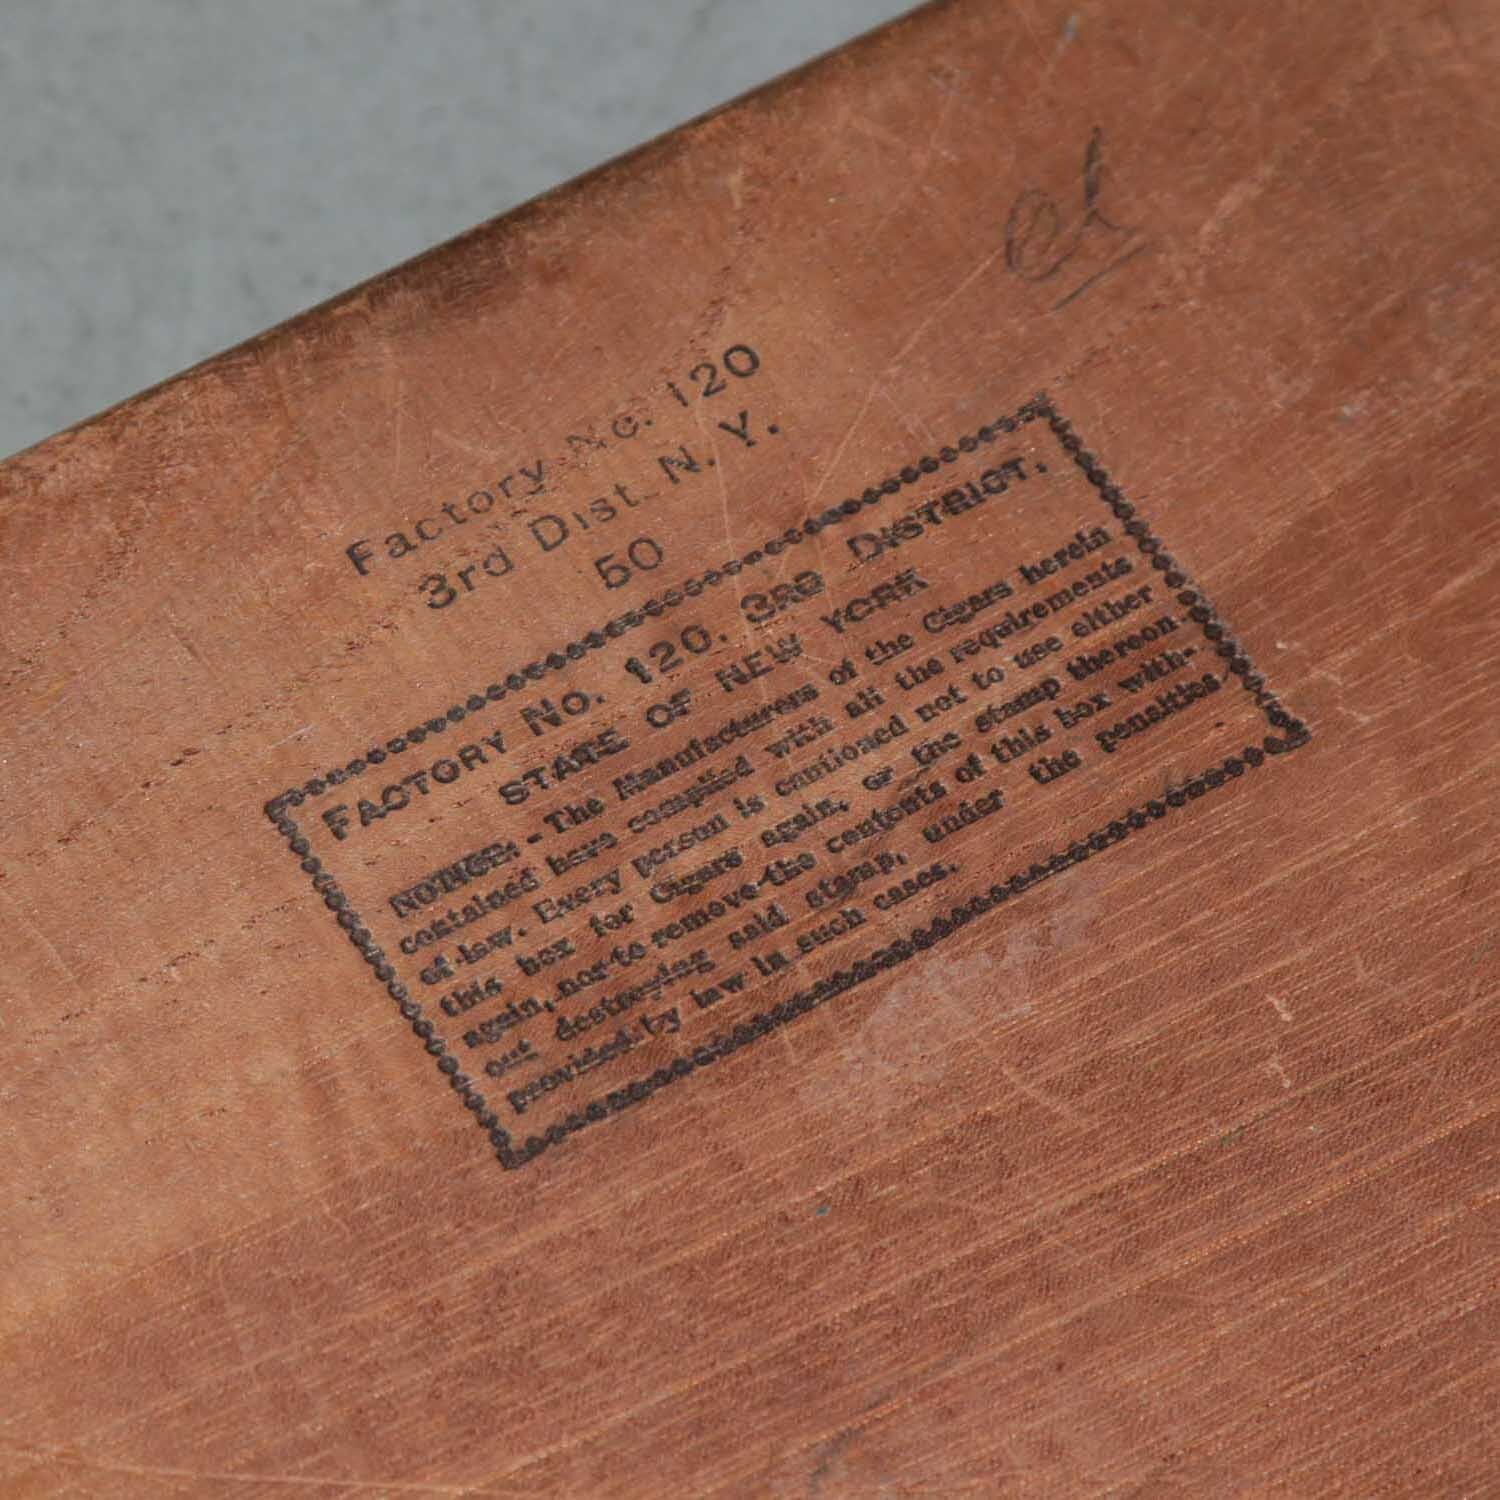 Factory No. 120
3rd Dist. N. Y.
50
FACTORY No. 120. 3RD DISTRICT.
STARE OF NEW YORK
NOTICE.-The Manufacturers of the Cigars herein
contained have complied with all the requirements
of law. Every person is cautioned not to use either
this box for Cigars again, or the stamp thereon
again, nor to remove the contents of this box with-
out destroying said stamp, under the penalties
provided by law in such cases.